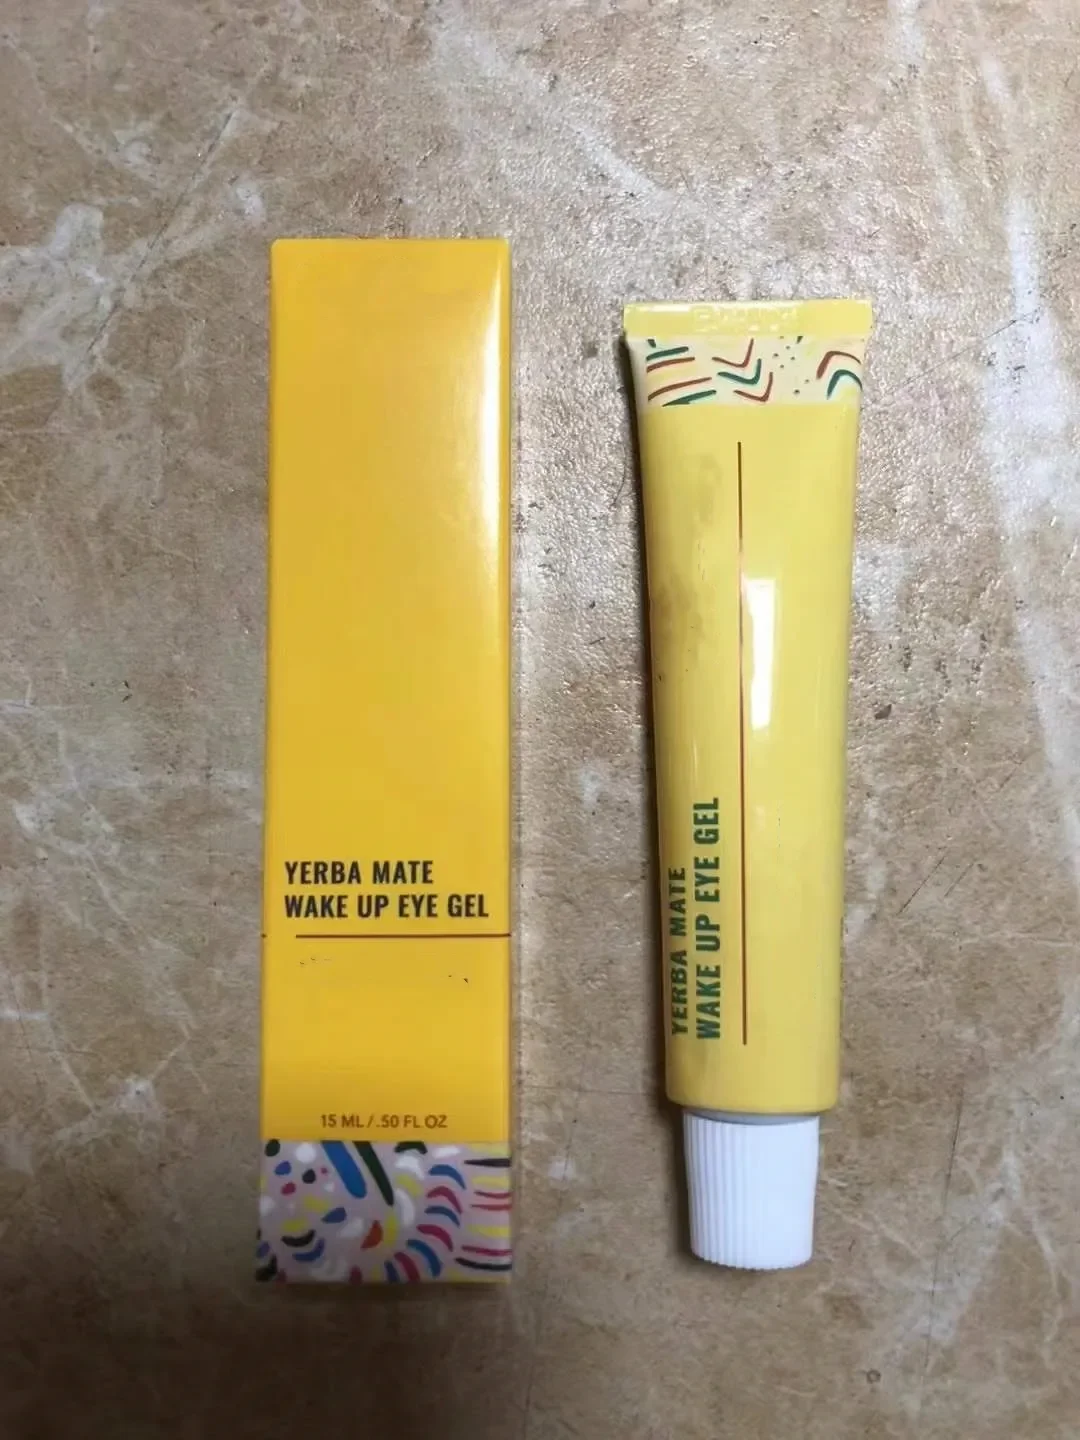 YERBA MATE
WAKE UP EYE GEL
15 ML / .50 FL OZ
YERBA MATE
WAKE UP EYE GEL